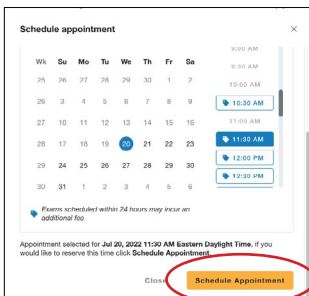 Schedule appointment ×
9:00 AM
9:30 AM
Wk Su Mo Tu We Th Fr Sa
25 26 27 28 29 30 1 2
10:00 AM
26 3 4 5 6 7 8 9
10:30 AM
27 10 11 12 13 14 15 16
11:00 AM
28 17 18 19 20 21 22 23
11:30 AM
12:00 PM
29 24 25 26 27 28 29 30
12:30 PM
30 31 1 2 3 4 5 6
Exams scheduled within 24 hours may incur an
additional fee
Appointment selected for Jul 20, 2022 11:30 AM Eastern Daylight Time, if you
would like to reserve this time click Schedule Appointment.
Close Schedule Appointment